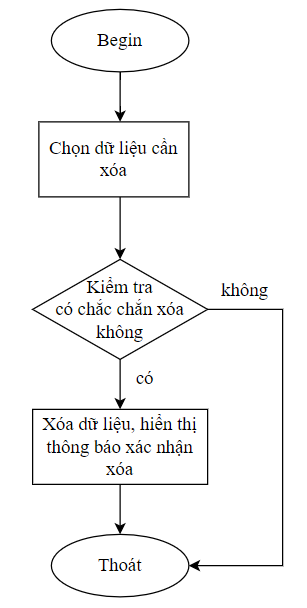 Begin
Chọn dữ liệu cần
xóa
Kiểm tra
có chắc chắn xóa
không
không
có
Xóa dữ liệu, hiển thị
thông báo xác nhận
xóa
Thoát